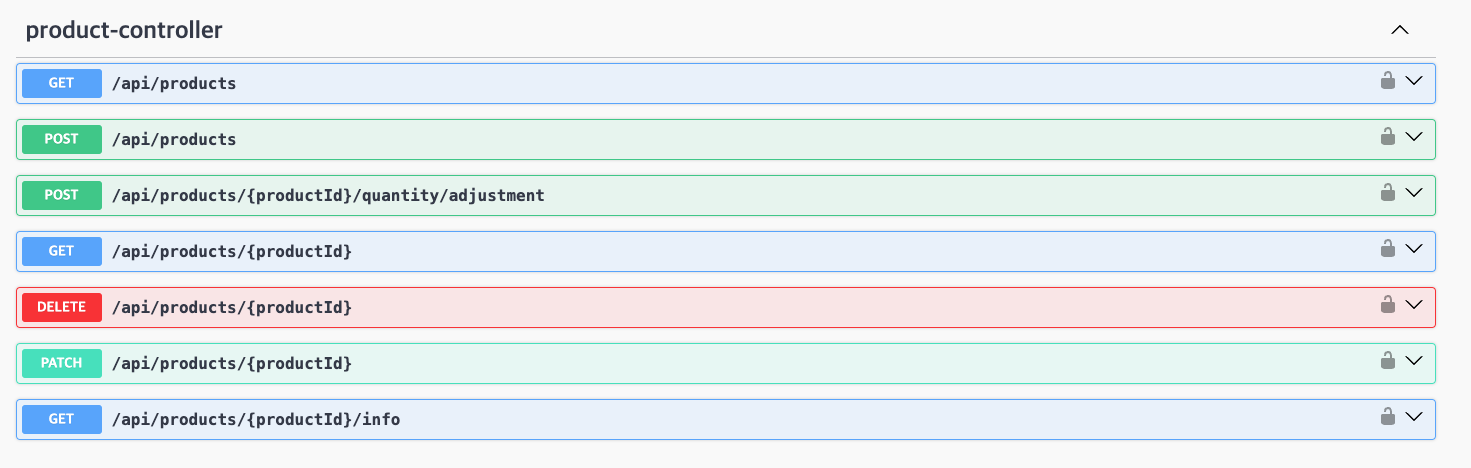 product-controller
GET /api/products
POST /api/products
POST /api/products/{productId}/quantity/adjustment
GET /api/products/{productId}
DELETE /api/products/{productId}
PATCH /api/products/{productId}
GET /api/products/{productId}/info